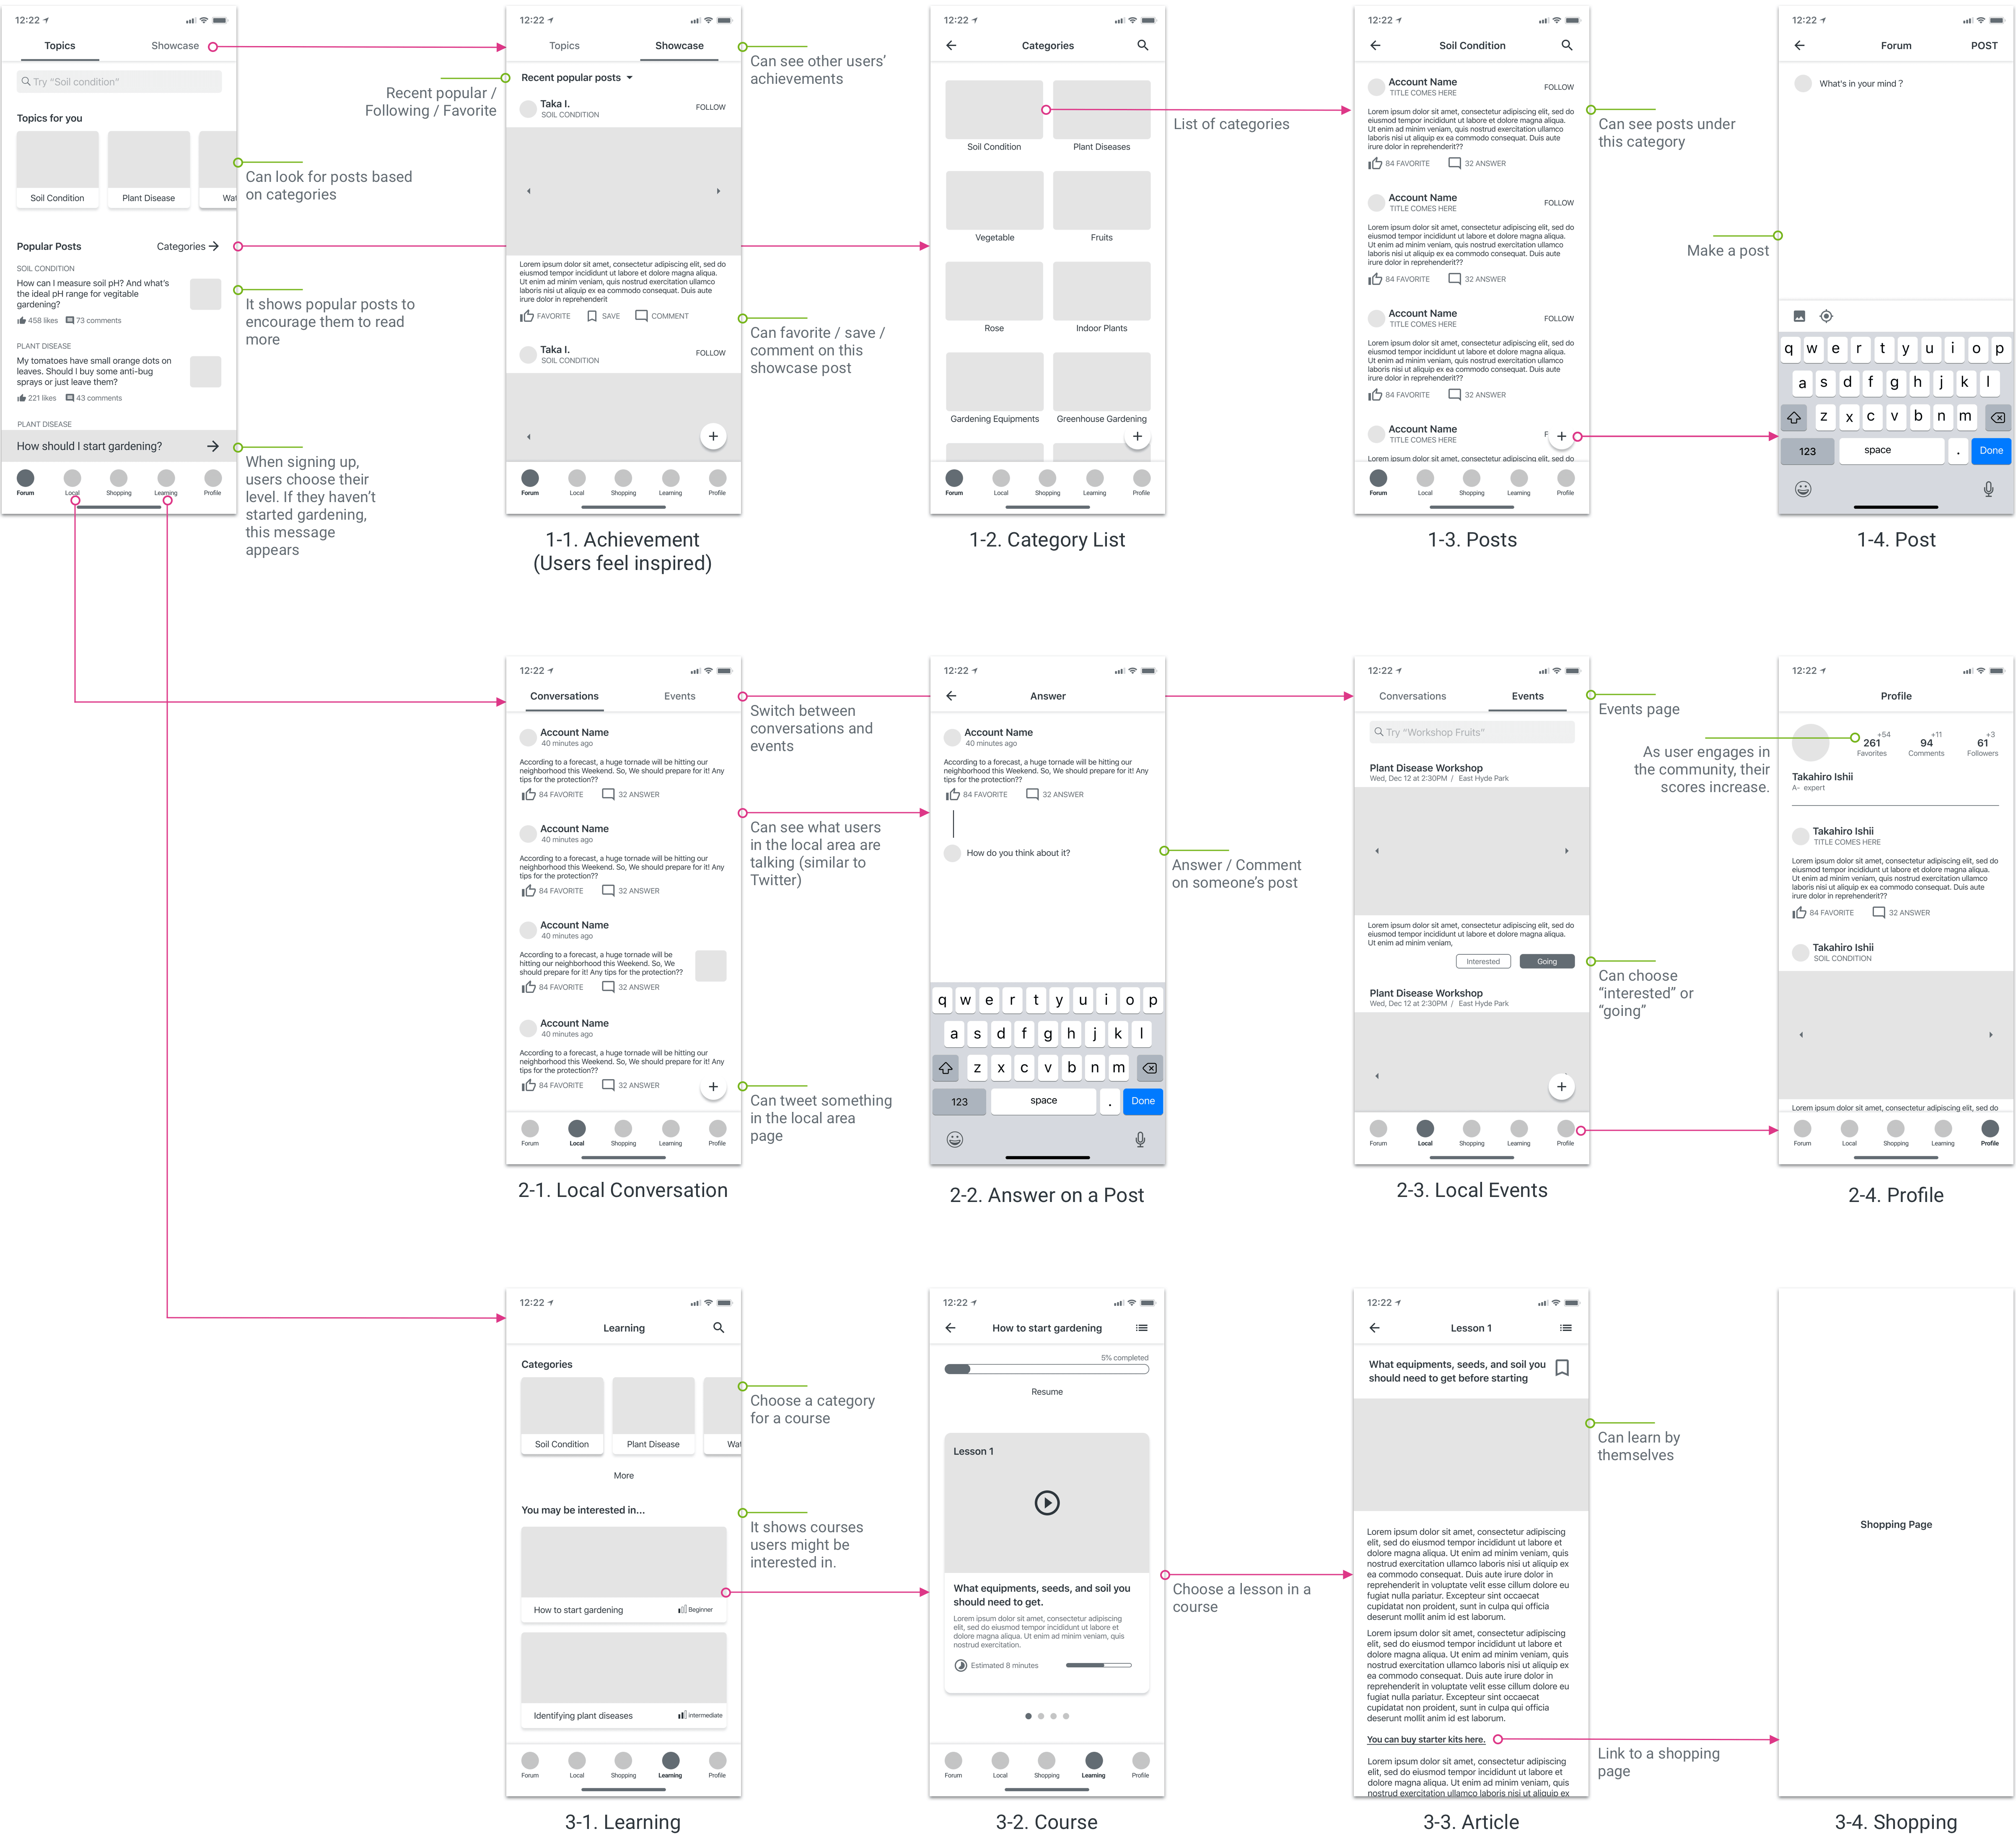 12:22
Topics
Showcase
Try “Soil condition”
Topics for you
Soil Condition
Plant Disease
Wat
Popular Posts
Categories
SOIL CONDITION
How can I measure soil pH? And what’s
the ideal pH range for vegitable
gardening?
458 likes
73 comments
PLANT DISEASE
My tomatoes have small orange dots on
leaves. Should I buy some anti-bug
sprays or just leave them?
221 likes
43 comments
PLANT DISEASE
How should I start gardening?
Forum
Local
Shopping
Learning
Profile
Can look for posts based
on categories
It shows popular posts to
encourage them to read
more
When signing up,
users choose their
level. If they haven’t
started gardening,
this message
appears
Recent popular /
Following / Favorite
12:22
Topics
Showcase
Recent popular posts
Taka I.
SOIL CONDITION
FOLLOW
Lorem ipsum dolor sit amet, consectetur adipiscing elit, sed do
eiusmod tempor incididunt ut labore et dolore magna aliqua.
Ut enim ad minim veniam, quis nostrud exercitation ullamco
laboris nisi ut aliquip ex ea commodo consequat. Duis aute
irure dolor in reprehenderit
FAVORITE
SAVE
COMMENT
Taka I.
SOIL CONDITION
FOLLOW
+
Forum
Local
Shopping
Learning
Profile
1-1. Achievement
(Users feel inspired)
Can see other users’
achievements
Can favorite / save /
comment on this
showcase post
12:22
Categories
Soil Condition
Plant Diseases
Vegetable
Fruits
Rose
Indoor Plants
Gardening Equipments
Greenhouse Gardening
+
Forum
Local
Shopping
Learning
Profile
1-2. Category List
List of categories
12:22
Soil Condition
Account Name
TITLE COMES HERE
FOLLOW
Lorem ipsum dolor sit amet, consectetur adipiscing elit, sed do
eiusmod tempor incididunt ut labore et dolore magna aliqua.
Ut enim ad minim veniam, quis nostrud exercitation ullamco
laboris nisi ut aliquip ex ea commodo consequat. Duis aute
irure dolor in reprehenderit??
84 FAVORITE
32 ANSWER
Account Name
TITLE COMES HERE
FOLLOW
Lorem ipsum dolor sit amet, consectetur adipiscing elit, sed do
eiusmod tempor incididunt ut labore et dolore magna aliqua.
Ut enim ad minim veniam, quis nostrud exercitation ullamco
laboris nisi ut aliquip ex ea commodo consequat. Duis aute
irure dolor in reprehenderit??
84 FAVORITE
32 ANSWER
Account Name
TITLE COMES HERE
FOLLOW
Lorem ipsum dolor sit amet, consectetur adipiscing elit, sed do
eiusmod tempor incididunt ut labore et dolore magna aliqua.
Ut enim ad minim veniam, quis nostrud exercitation ullamco
laboris nisi ut aliquip ex ea commodo consequat. Duis aute
irure dolor in reprehenderit??
84 FAVORITE
32 ANSWER
Account Name
TITLE COMES HERE
F
+
Lorem ipsum dolor sit amet, consectetur adipiscing elit, sed do
Forum
Local
Shopping
Learning
Profile
1-3. Posts
Can see posts under
this category
Make a post
12:22
Forum
POST
What’s in your mind ?
q w e r t y u i o p
a s d f g h j k l
z x c v b n m
123 space . Done
1-4. Post
12:22
Conversations
Events
Account Name
40 minutes ago
According to a forecast, a huge tornade will be hitting our
neighborhood this Weekend. So, We should prepare for it! Any
tips for the protection??
84 FAVORITE
32 ANSWER
Account Name
40 minutes ago
According to a forecast, a huge tornade will be hitting our
neighborhood this Weekend. So, We should prepare for it! Any
tips for the protection??
84 FAVORITE
32 ANSWER
Account Name
40 minutes ago
According to a forecast, a huge tornade will be
hitting our neighborhood this Weekend. So, We
should prepare for it! Any tips for the protection??
84 FAVORITE
32 ANSWER
Account Name
40 minutes ago
According to a forecast, a huge tornade will be hitting our
neighborhood this Weekend. So, We should prepare for it! Any
tips for the protection??
84 FAVORITE
32 ANSWER
+
Forum
Local
Shopping
Learning
Profile
2-1. Local Conversation
Switch between
conversations and
events
Can see what users
in the local area are
talking (similar to
Twitter)
Can tweet something
in the local area
page
12:22
Answer
Account Name
40 minutes ago
According to a forecast, a huge tornade will be hitting our
neighborhood this Weekend. So, We should prepare for it! Any
tips for the protection??
84 FAVORITE
32 ANSWER
How do you think about it?
q w e r t y u i o p
a s d f g h j k l
z x c v b n m
123 space . Done
2-2. Answer on a Post
Answer / Comment
on someone’s post
12:22
Conversations
Events
Try “Workshop Fruits”
Plant Disease Workshop
Wed, Dec 12 at 2:30PM / East Hyde Park
Lorem ipsum dolor sit amet, consectetur adipiscing elit, sed do
eiusmod tempor incididunt ut labore et dolore magna aliqua.
Ut enim ad minim veniam,
Interested
Going
Plant Disease Workshop
Wed, Dec 12 at 2:30PM / East Hyde Park
+
Forum
Local
Shopping
Learning
Profile
2-3. Local Events
Events page
As user engages in
the community, their
scores increase.
Can choose
“interested” or
“going”
12:22
Profile
+54
261
Favorites
+11
94
Comments
+3
61
Followers
Takahiro Ishii
A- expert
Takahiro Ishii
TITLE COMES HERE
Lorem ipsum dolor sit amet, consectetur adipiscing elit, sed do
eiusmod tempor incididunt ut labore et dolore magna aliqua.
Ut enim ad minim veniam, quis nostrud exercitation ullamco
laboris nisi ut aliquip ex ea commodo consequat. Duis aute
irure dolor in reprehenderit??
84 FAVORITE
32 ANSWER
Takahiro Ishii
SOIL CONDITION
Lorem ipsum dolor sit amet, consectetur adipiscing elit, sed do
Forum
Local
Shopping
Learning
Profile
2-4. Profile
12:22
Learning
Categories
Soil Condition
Plant Disease
Wat
More
You may be interested in...
How to start gardening
Beginner
Identifying plant diseases
intermediate
Forum
Local
Shopping
Learning
Profile
3-1. Learning
Choose a category
for a course
It shows courses
users might be
interested in.
12:22
How to start gardening
5% completed
Resume
Lesson 1
What equipments, seeds, and soil you
should need to get.
Lorem ipsum dolor sit amet, consectetur adipiscing
elit, sed do eiusmod tempor incididunt ut labore et
dolore magna aliqua. Ut enim ad minim veniam, quis
nostrud exercitation.
Estimated 8 minutes
Forum
Local
Shopping
Learning
Profile
3-2. Course
Choose a lesson in a
course
12:22
Lesson 1
What equipments, seeds, and soil you
should need to get before starting
Lorem ipsum dolor sit amet, consectetur adipiscing
elit, sed do eiusmod tempor incididunt ut labore et
dolore magna aliqua. Ut enim ad minim veniam, quis
nostrud exercitation ullamco laboris nisi ut aliquip ex
ea commodo consequat. Duis aute irure dolor in
reprehenderit in voluptate velit esse cillum dolore eu
fugiat nulla pariatur. Excepteur sint occaecat
cupidatat non proident, sunt in culpa qui officia
deserunt mollit anim id est laborum.
Lorem ipsum dolor sit amet, consectetur adipiscing
elit, sed do eiusmod tempor incididunt ut labore et
dolore magna aliqua. Ut enim ad minim veniam, quis
nostrud exercitation ullamco laboris nisi ut aliquip ex
ea commodo consequat. Duis aute irure dolor in
reprehenderit in voluptate velit esse cillum dolore eu
fugiat nulla pariatur. Excepteur sint occaecat
cupidatat non proident, sunt in culpa qui officia
deserunt mollit anim id est laborum.
You can buy starter kits here.
Lorem ipsum dolor sit amet, consectetur adipiscing
elit, sed do eiusmod tempor incididunt ut labore et
dolore magna aliqua. Ut enim ad minim veniam, quis
nostrud exercitation ullamco laboris nisi ut aliquip ex
3-3. Article
Can learn by
themselves
Link to a shopping
page
Shopping Page
3-4. Shopping